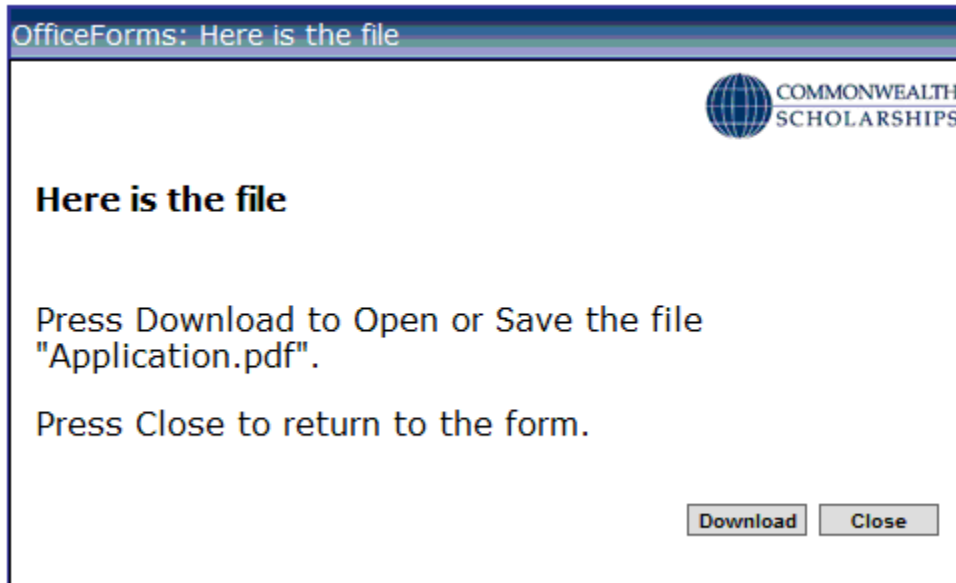 OfficeForms: Here is the file
COMMONWEALTH
SCHOLARSHIPS
Here is the file
Press Download to Open or Save the file
"Application.pdf".
Press Close to return to the form.
Download Close